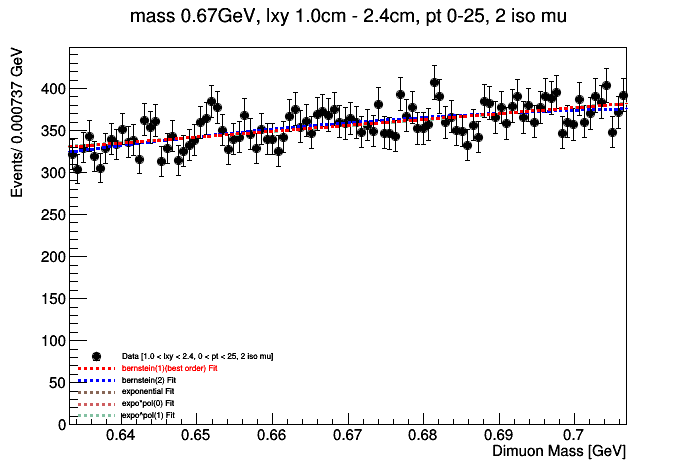 mass 0.67GeV, lxy 1.0cm - 2.4cm, pt 0-25, 2 iso mu
Events/ 0.000737 GeV
400
350
300
250
200
150
100
50
0
Data [1.0 < lxy < 2.4, 0 < pt < 25, 2 iso mu]
bernstein(1)(best order) Fit
bernstein(2) Fit
exponential Fit
expo*pol(0) Fit
expo*pol(1) Fit
0.64 0.65 0.66 0.67 0.68 0.69 0.7
Dimuon Mass [GeV]